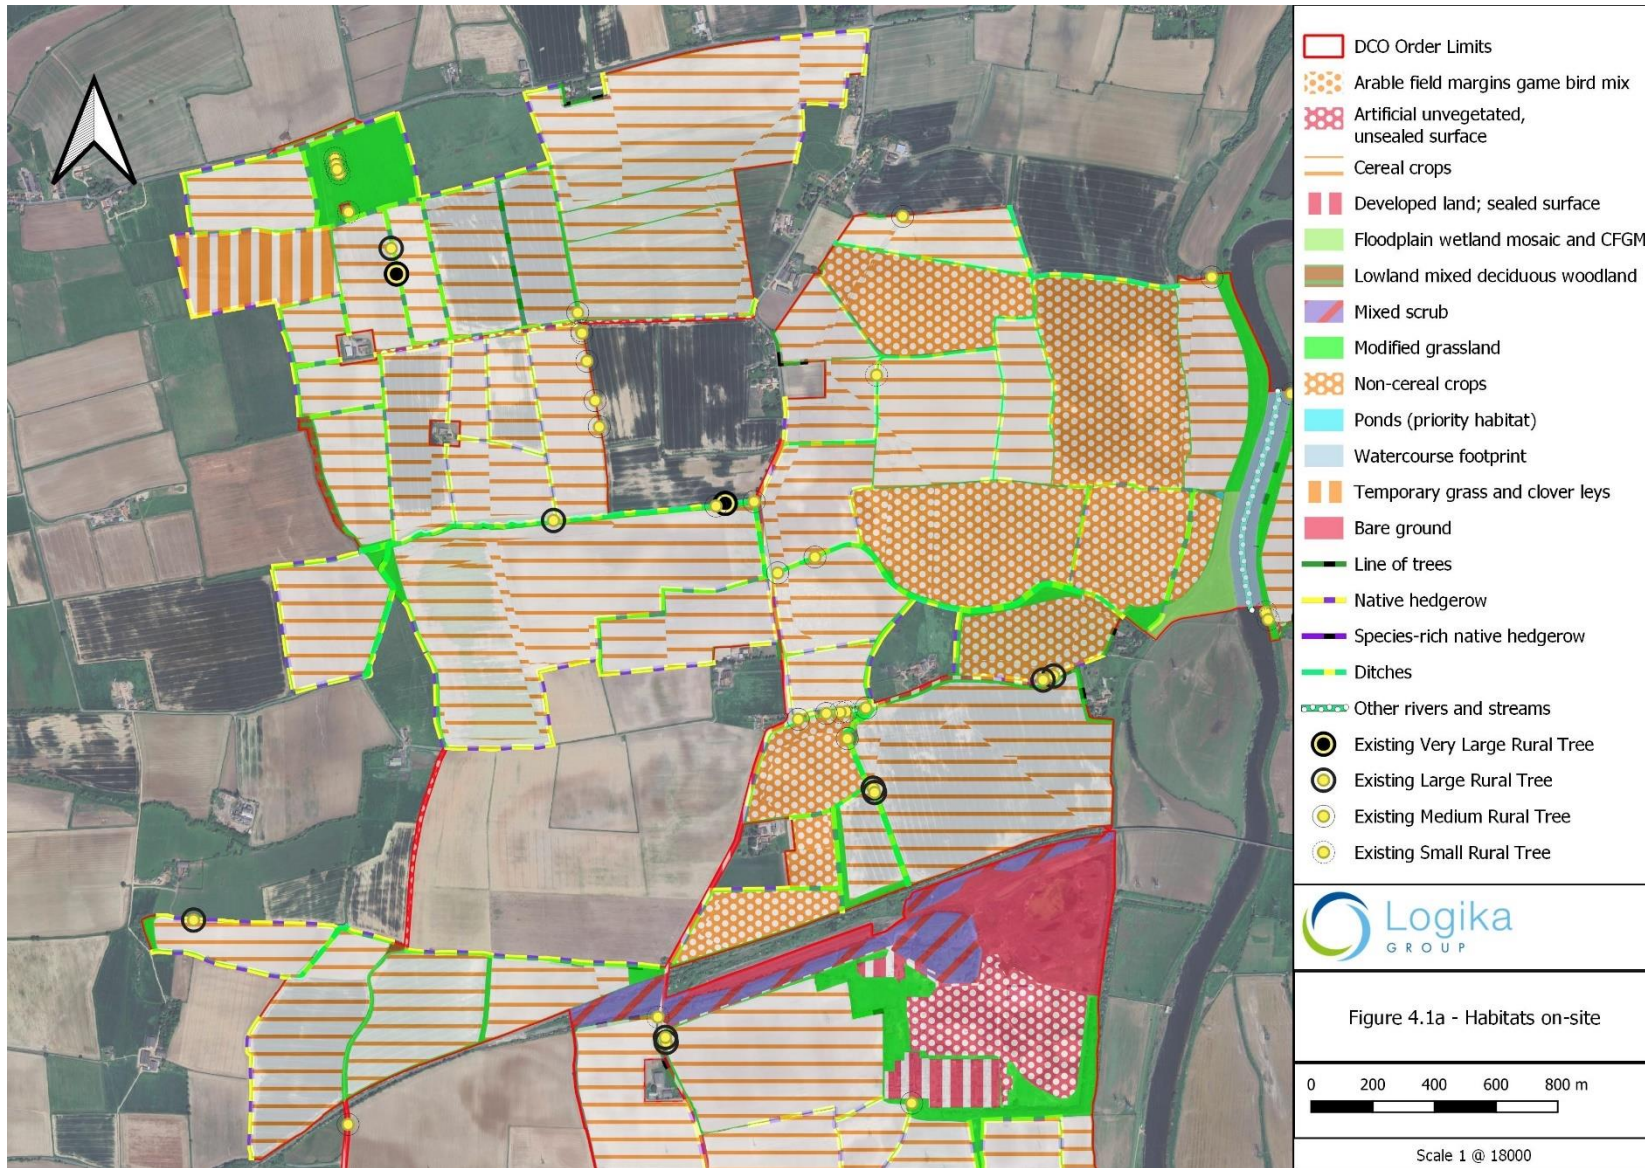 DCO Order Limits
Arable field margins game bird mix
Artificial unvegetated,
unsealed surface
Cereal crops
Developed land; sealed surface
Floodplain wetland mosaic and CFGM
Lowland mixed deciduous woodland
Mixed scrub
Modified grassland
Non-cereal crops
Ponds (priority habitat)
Watercourse footprint
Temporary grass and clover leys
Bare ground
Line of trees
Native hedgerow
Species-rich native hedgerow
Ditches
Other rivers and streams
Existing Very Large Rural Tree
Existing Large Rural Tree
Existing Medium Rural Tree
Existing Small Rural Tree
Logika
GROUP
Figure 4.1a - Habitats on-site
0 200 400 600 800 m
Scale 1 @ 18000